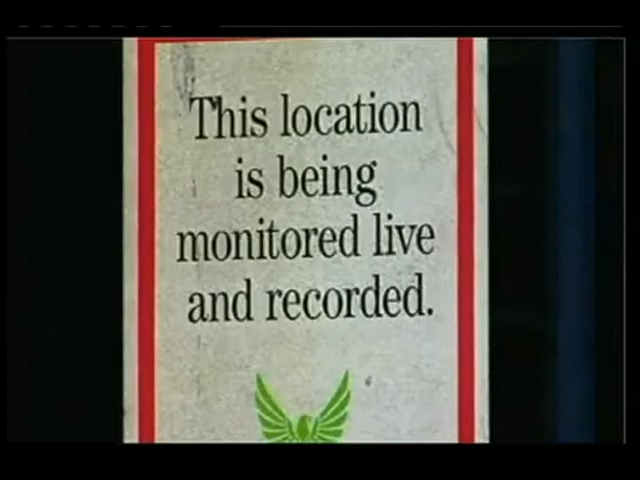 This location
is being
monitored live
and recorded.